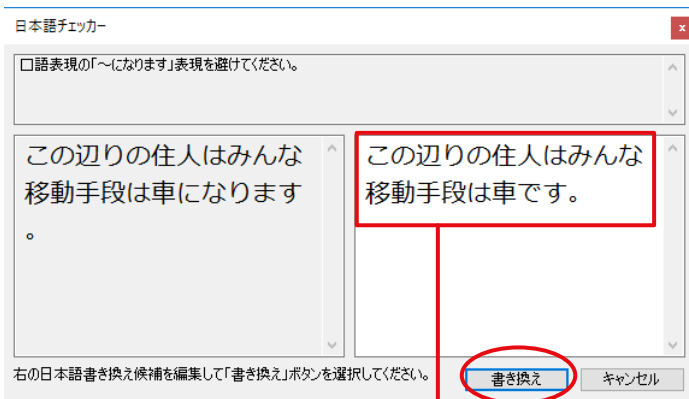 日本語チェッカー
x
口語表現の「～になります」表現を避けてください。
この辺りの住人はみんな
移動手段は車になります
。
この辺りの住人はみんな
移動手段は車です。
右の日本語書き換え候補を編集して「書き換え」ボタンを選択してください。
書き換え
キャンセル